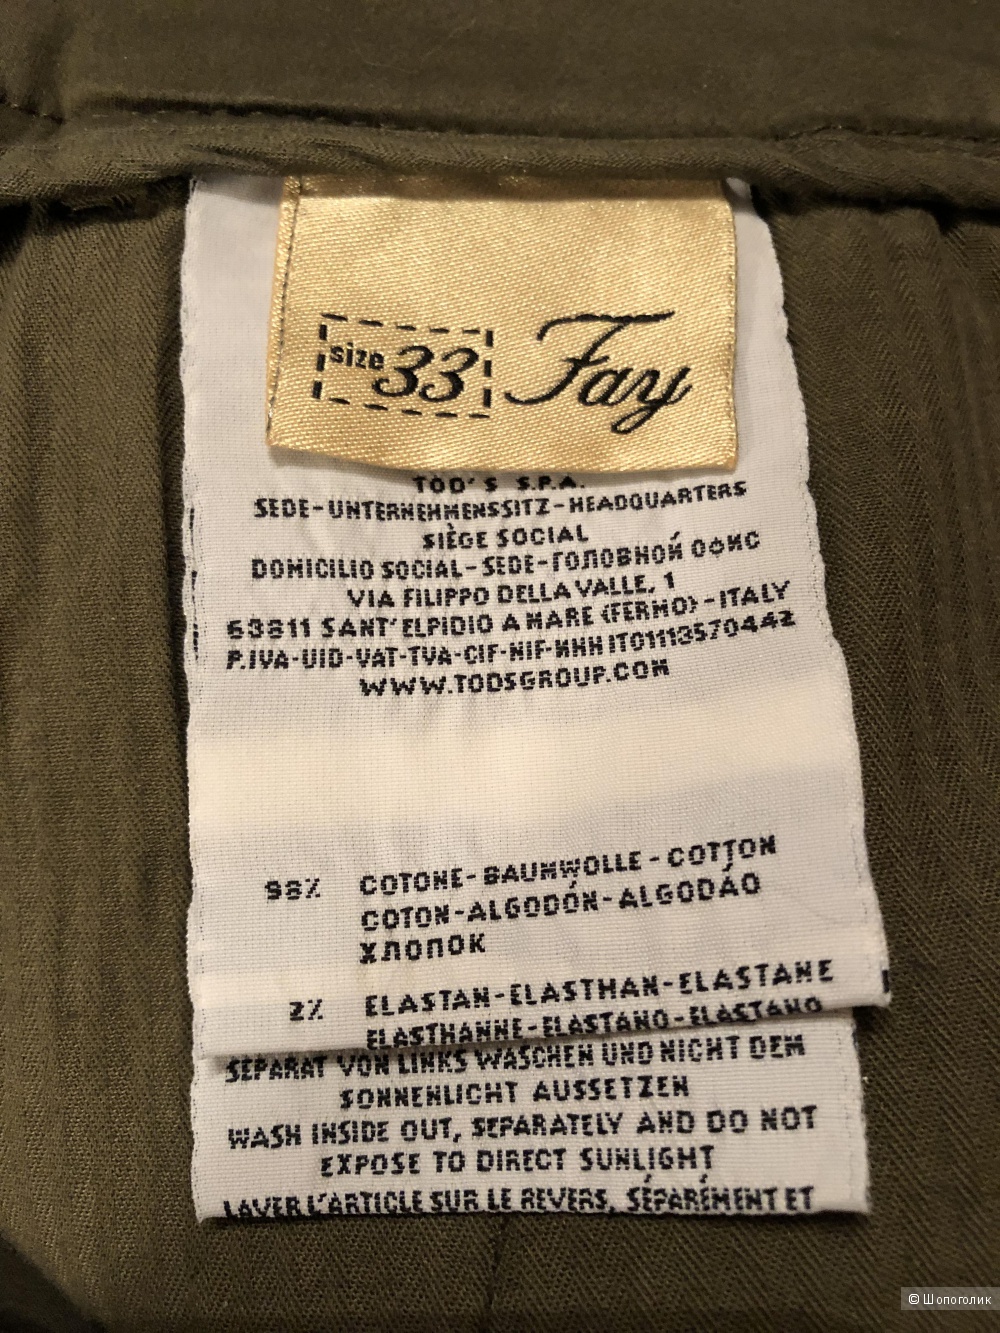 size 33 Fay
TOD'S S.P.A.
SEDE-UNTERNEHMENSSITZ-HEADQUARTERS
SIÈGE SOCIAL
DOMICILIO SOCIAL-SEDE-ГОЛОВНОЙ ОФИС
VIA FILIPPO DELLA VALLE, 1
63811 SANT'ELPIDIO A MARE (FERMO)-ITALY
P.IVA-UID-VAT-TVA-CIF-NIF-ИНН IT01113570442
WWW.TODSGROUP.COM
98% COTONE-BAUMWOLLE-COTTON
COTON-ALGODÓN-ALGODÃO
ХЛОПОК
2% ELASTAN-ELASTHAN-ELASTANE
ELASTHANNE-ELASTANO-ELASTANO
SEPARAT VON LINKS WASCHEN UND NICHT DEM
SONNENLICHT AUSSETZEN
WASH INSIDE OUT, SEPARATELY AND DO NOT
EXPOSE TO DIRECT SUNLIGHT
LAVER L'ARTICLE SUR LE REVERS, SÉPARÉMENT ET
© Шопоголик